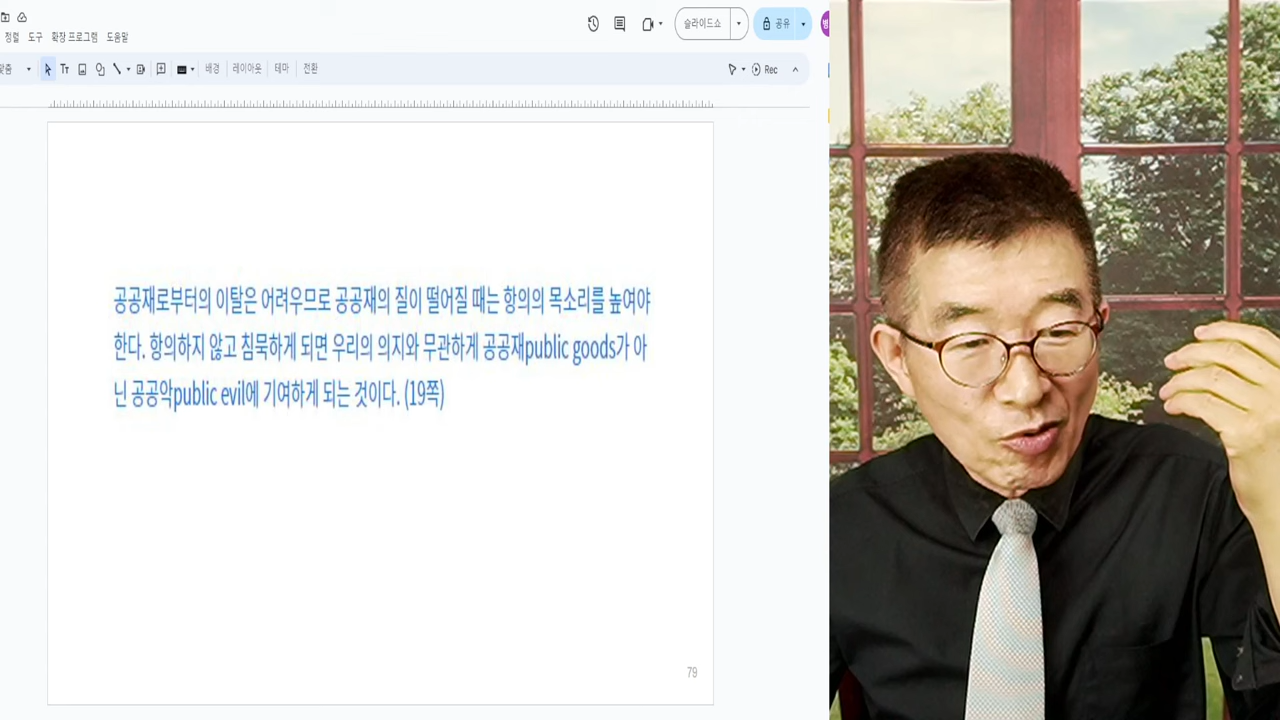 정렬 도구 확장 프로그램 도움말
슬라이드쇼
공유
맞춤
배경 레이아웃 테마 전환
Rec
공공재로부터의 이탈은 어려우므로 공공재의 질이 떨어질 때는 항의의 목소리를 높여야
한다. 항의하지 않고 침묵하게 되면 우리의 의지와 무관하게 공공재public goods가 아
닌 공공악public evil에 기여하게 되는 것이다. (19쪽)
79